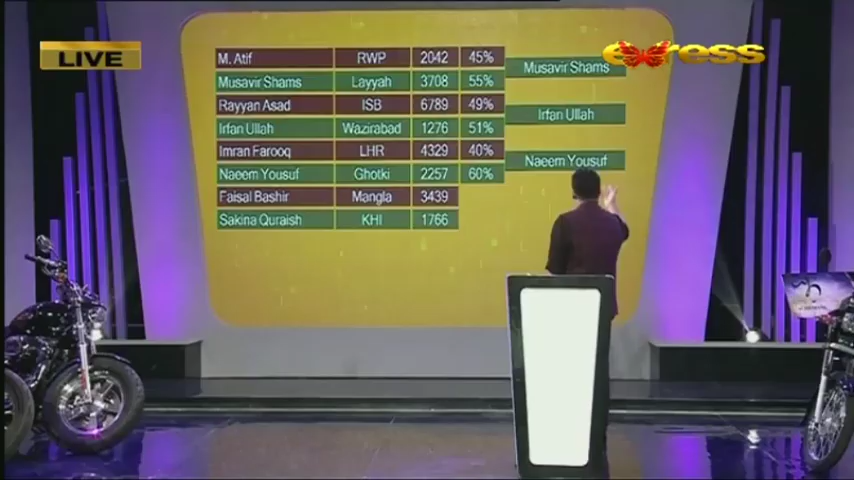 LIVE
express
M. Atif RWP 2042 45%
Musavir Shams Layyah 3708 55%
Musavir Shams
Rayyan Asad ISB 6789 49%
Irfan Ullah Wazirabad 1276 51%
Irfan Ullah
Imran Farooq LHR 4329 40%
Naeem Yousuf Ghotki 2257 60%
Naeem Yousuf
Faisal Bashir Mangla 3439
Sakina Quraish KHI 1766